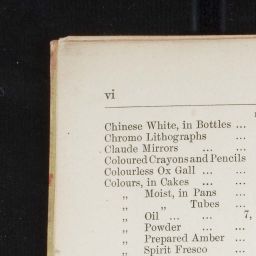 vi
Chinese White, in Bottles ...
Chromo Lithographs ...
Claude Mirrors ... ...
Coloured Crayons and Pencils
Colourless Ox Gall ... ...
Colours, in Cakes ... ...
„ Moist, in Pans ...
„ „ Tubes ...
„ Oil ... ... 7,
„ Powder ... ...
„ Prepared Amber ...
„ Spirit Fresco ...